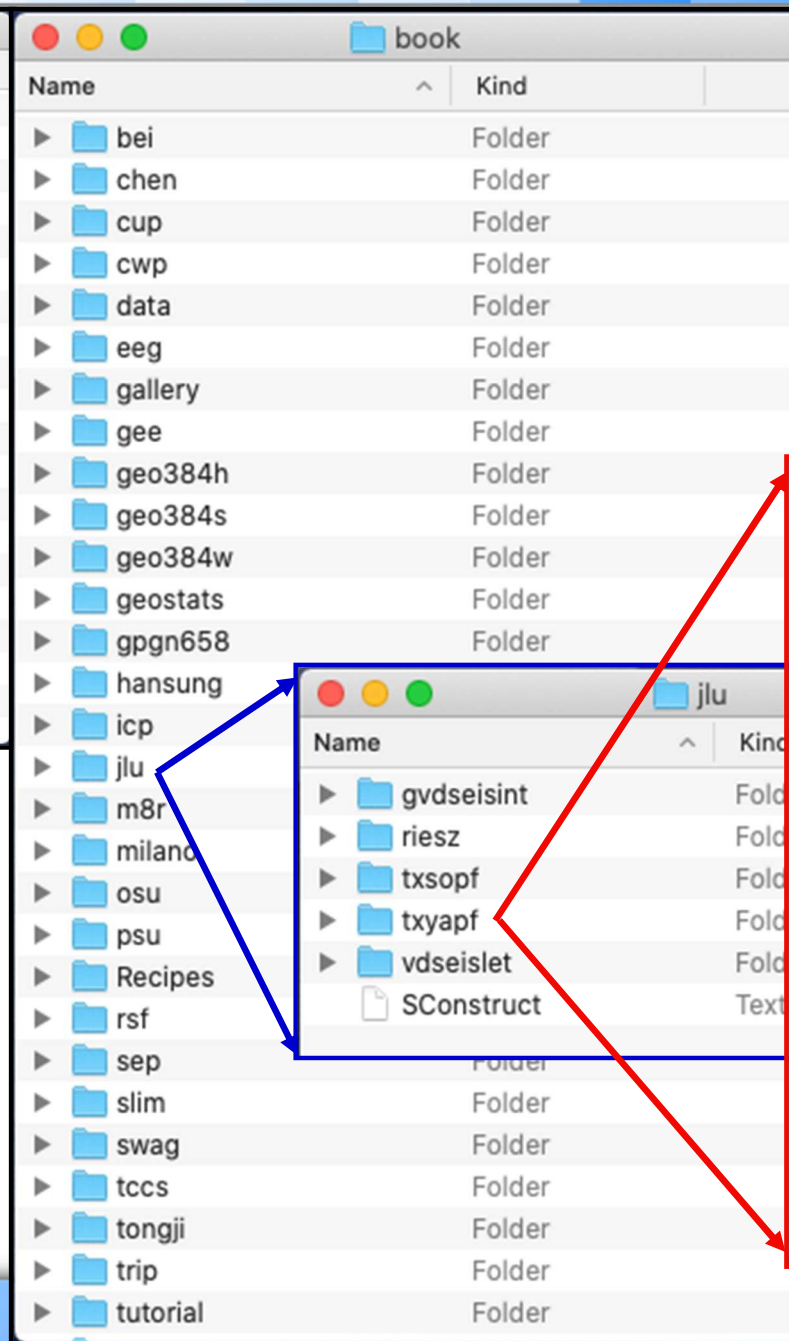 book
Name Kind
bei Folder
chen Folder
cup Folder
cwp Folder
data Folder
eeg Folder
gallery Folder
gee Folder
geo384h Folder
geo384s Folder
geo384w Folder
geostats Folder
gpgn658 Folder
hansung
icp
jlu
m8r
milano
osu
psu
Recipes
rsf
sep Folder
slim Folder
swag Folder
tccs Folder
tongji Folder
trip Folder
tutorial Folder
jlu
Name Kind
gvdseisint Fold
riesz Fold
txsopf Fold
txyapf Fold
vdseislet Fold
SConstruct Text